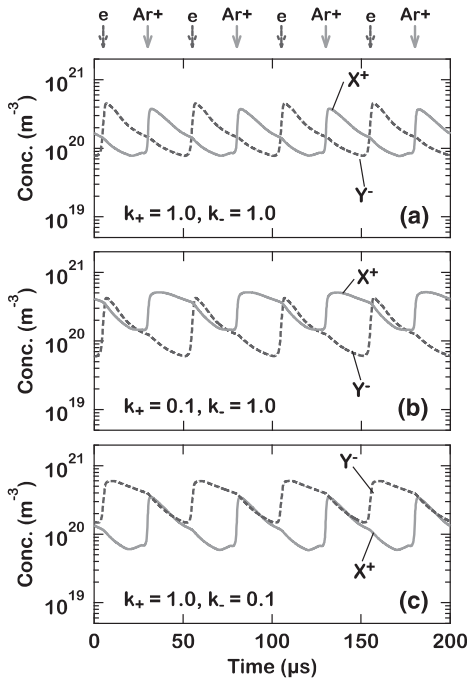 e Ar+ e Ar+ e Ar+ e Ar+
10²¹
X⁺
10²⁰
Conc. (m⁻³)
Y⁻
10¹⁹
k₊ = 1.0, k₋ = 1.0
(a)
10²¹
X⁺
10²⁰
Conc. (m⁻³)
Y⁻
10¹⁹
k₊ = 0.1, k₋ = 1.0
(b)
10²¹
Y⁻
10²⁰
Conc. (m⁻³)
X⁺
10¹⁹
k₊ = 1.0, k₋ = 0.1
(c)
0 50 100 150 200
Time (μs)